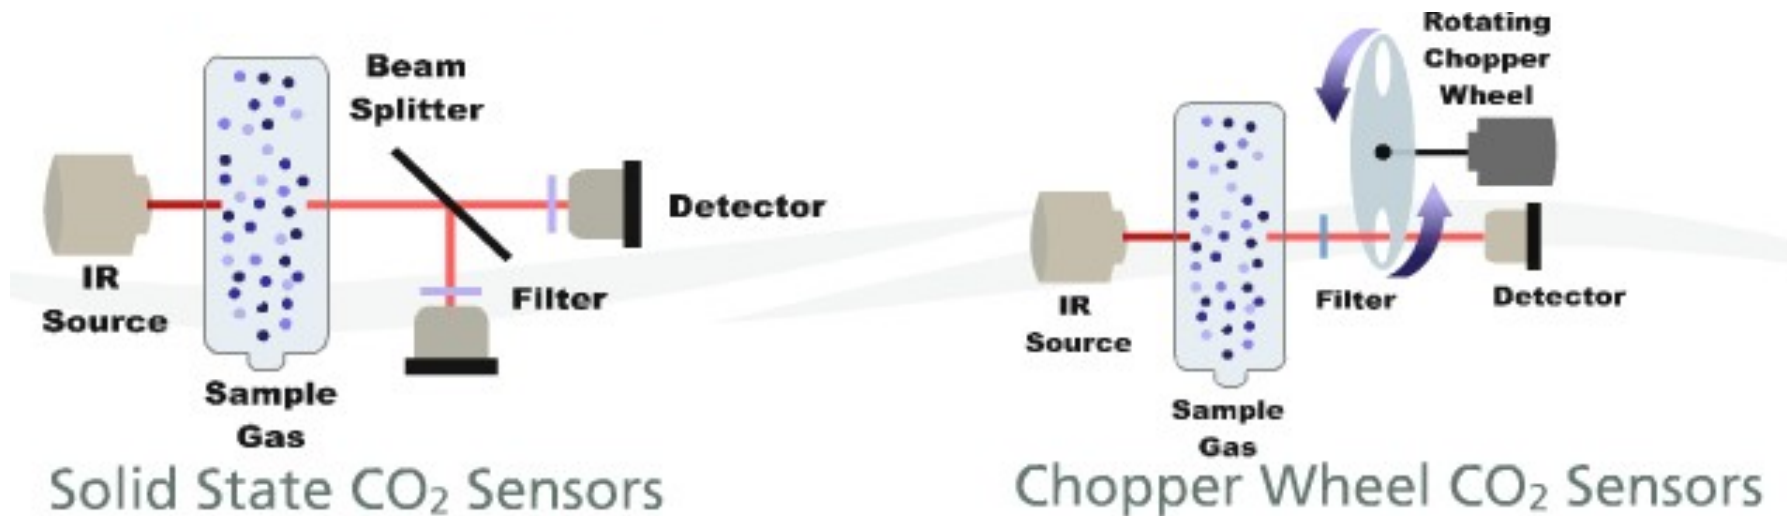 Beam
Splitter
Detector
IR
Source
Filter
Sample
Gas
Solid State CO₂ Sensors
Rotating
Chopper
Wheel
IR
Source
Filter
Detector
Sample
Gas
Chopper Wheel CO₂ Sensors